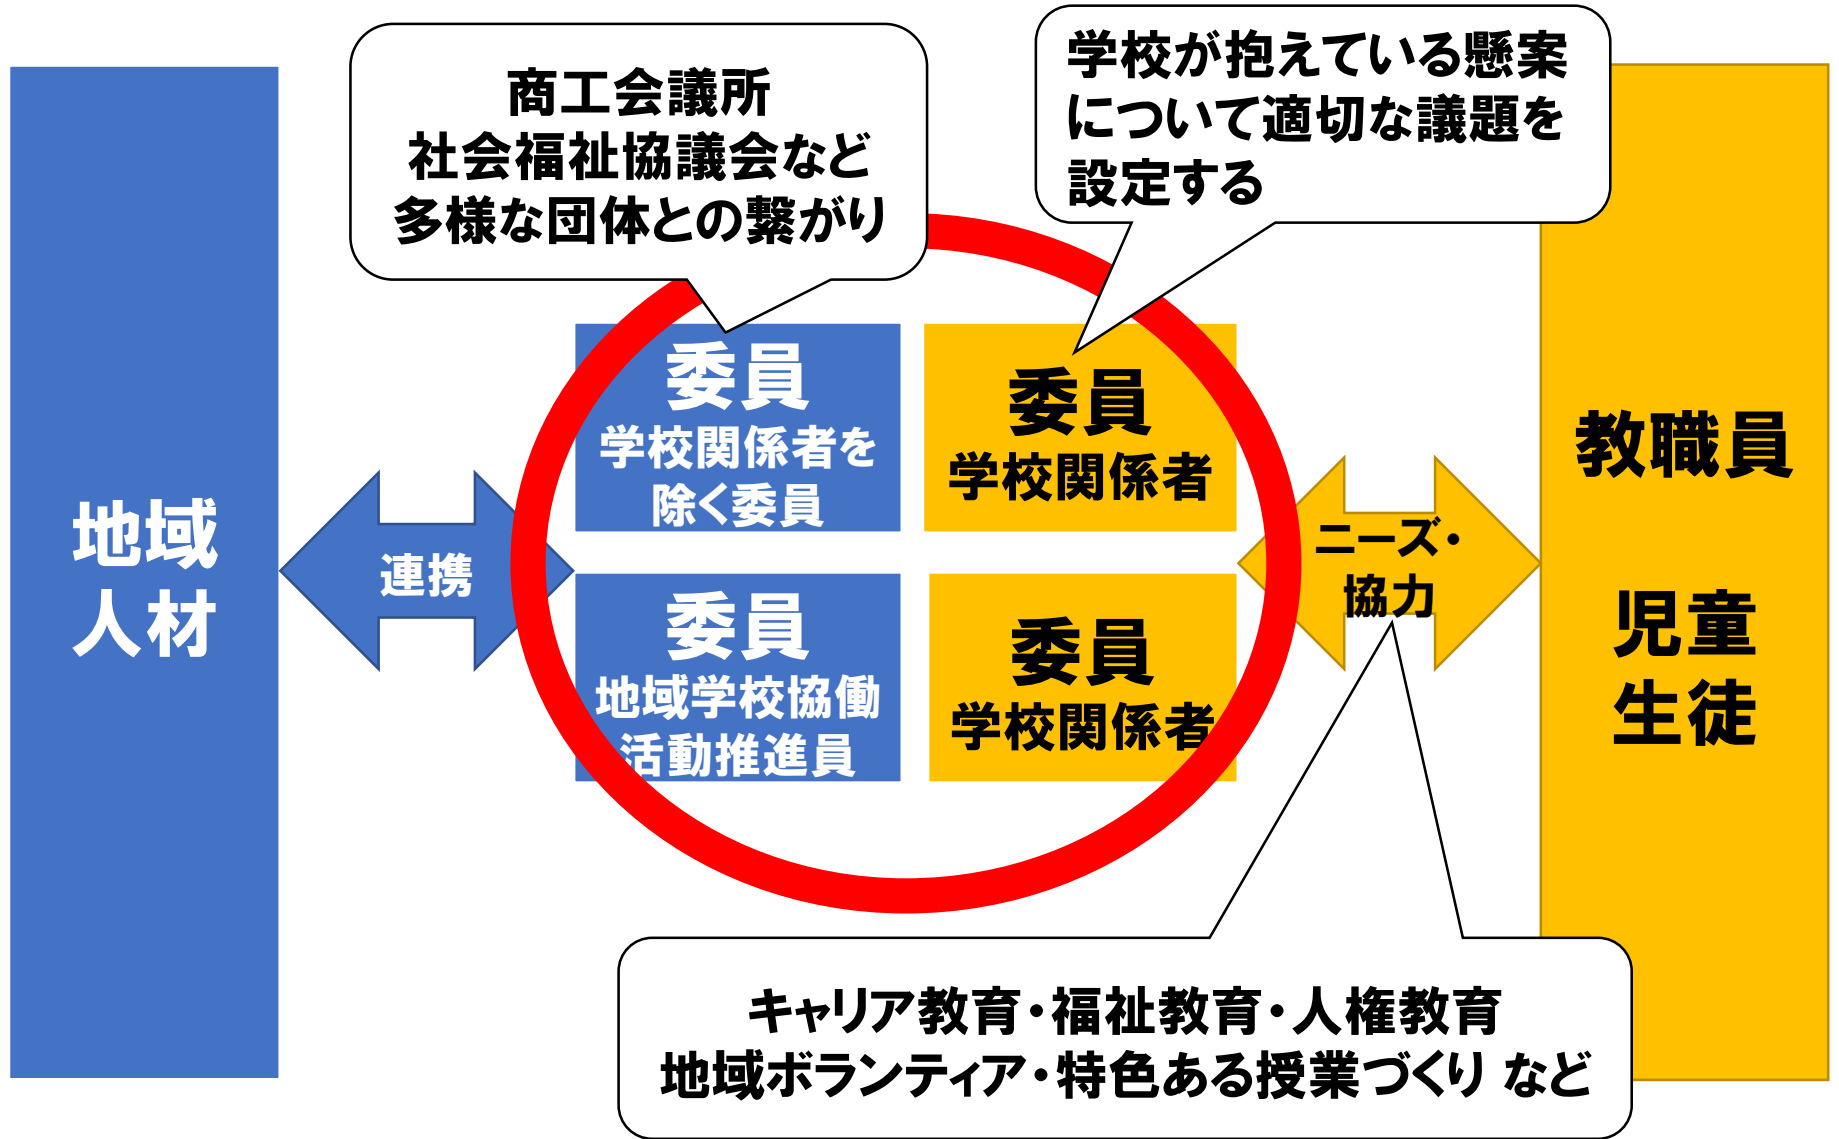 商工会議所
社会福祉協議会など
多様な団体との繋がり
学校が抱えている懸案
について適切な議題を
設定する
地域
人材
連携
委員
学校関係者を
除く委員
委員
学校関係者
委員
地域学校協働
活動推進員
委員
学校関係者
ニーズ・
協力
教職員
児童
生徒
キャリア教育・福祉教育・人権教育
地域ボランティア・特色ある授業づくり など